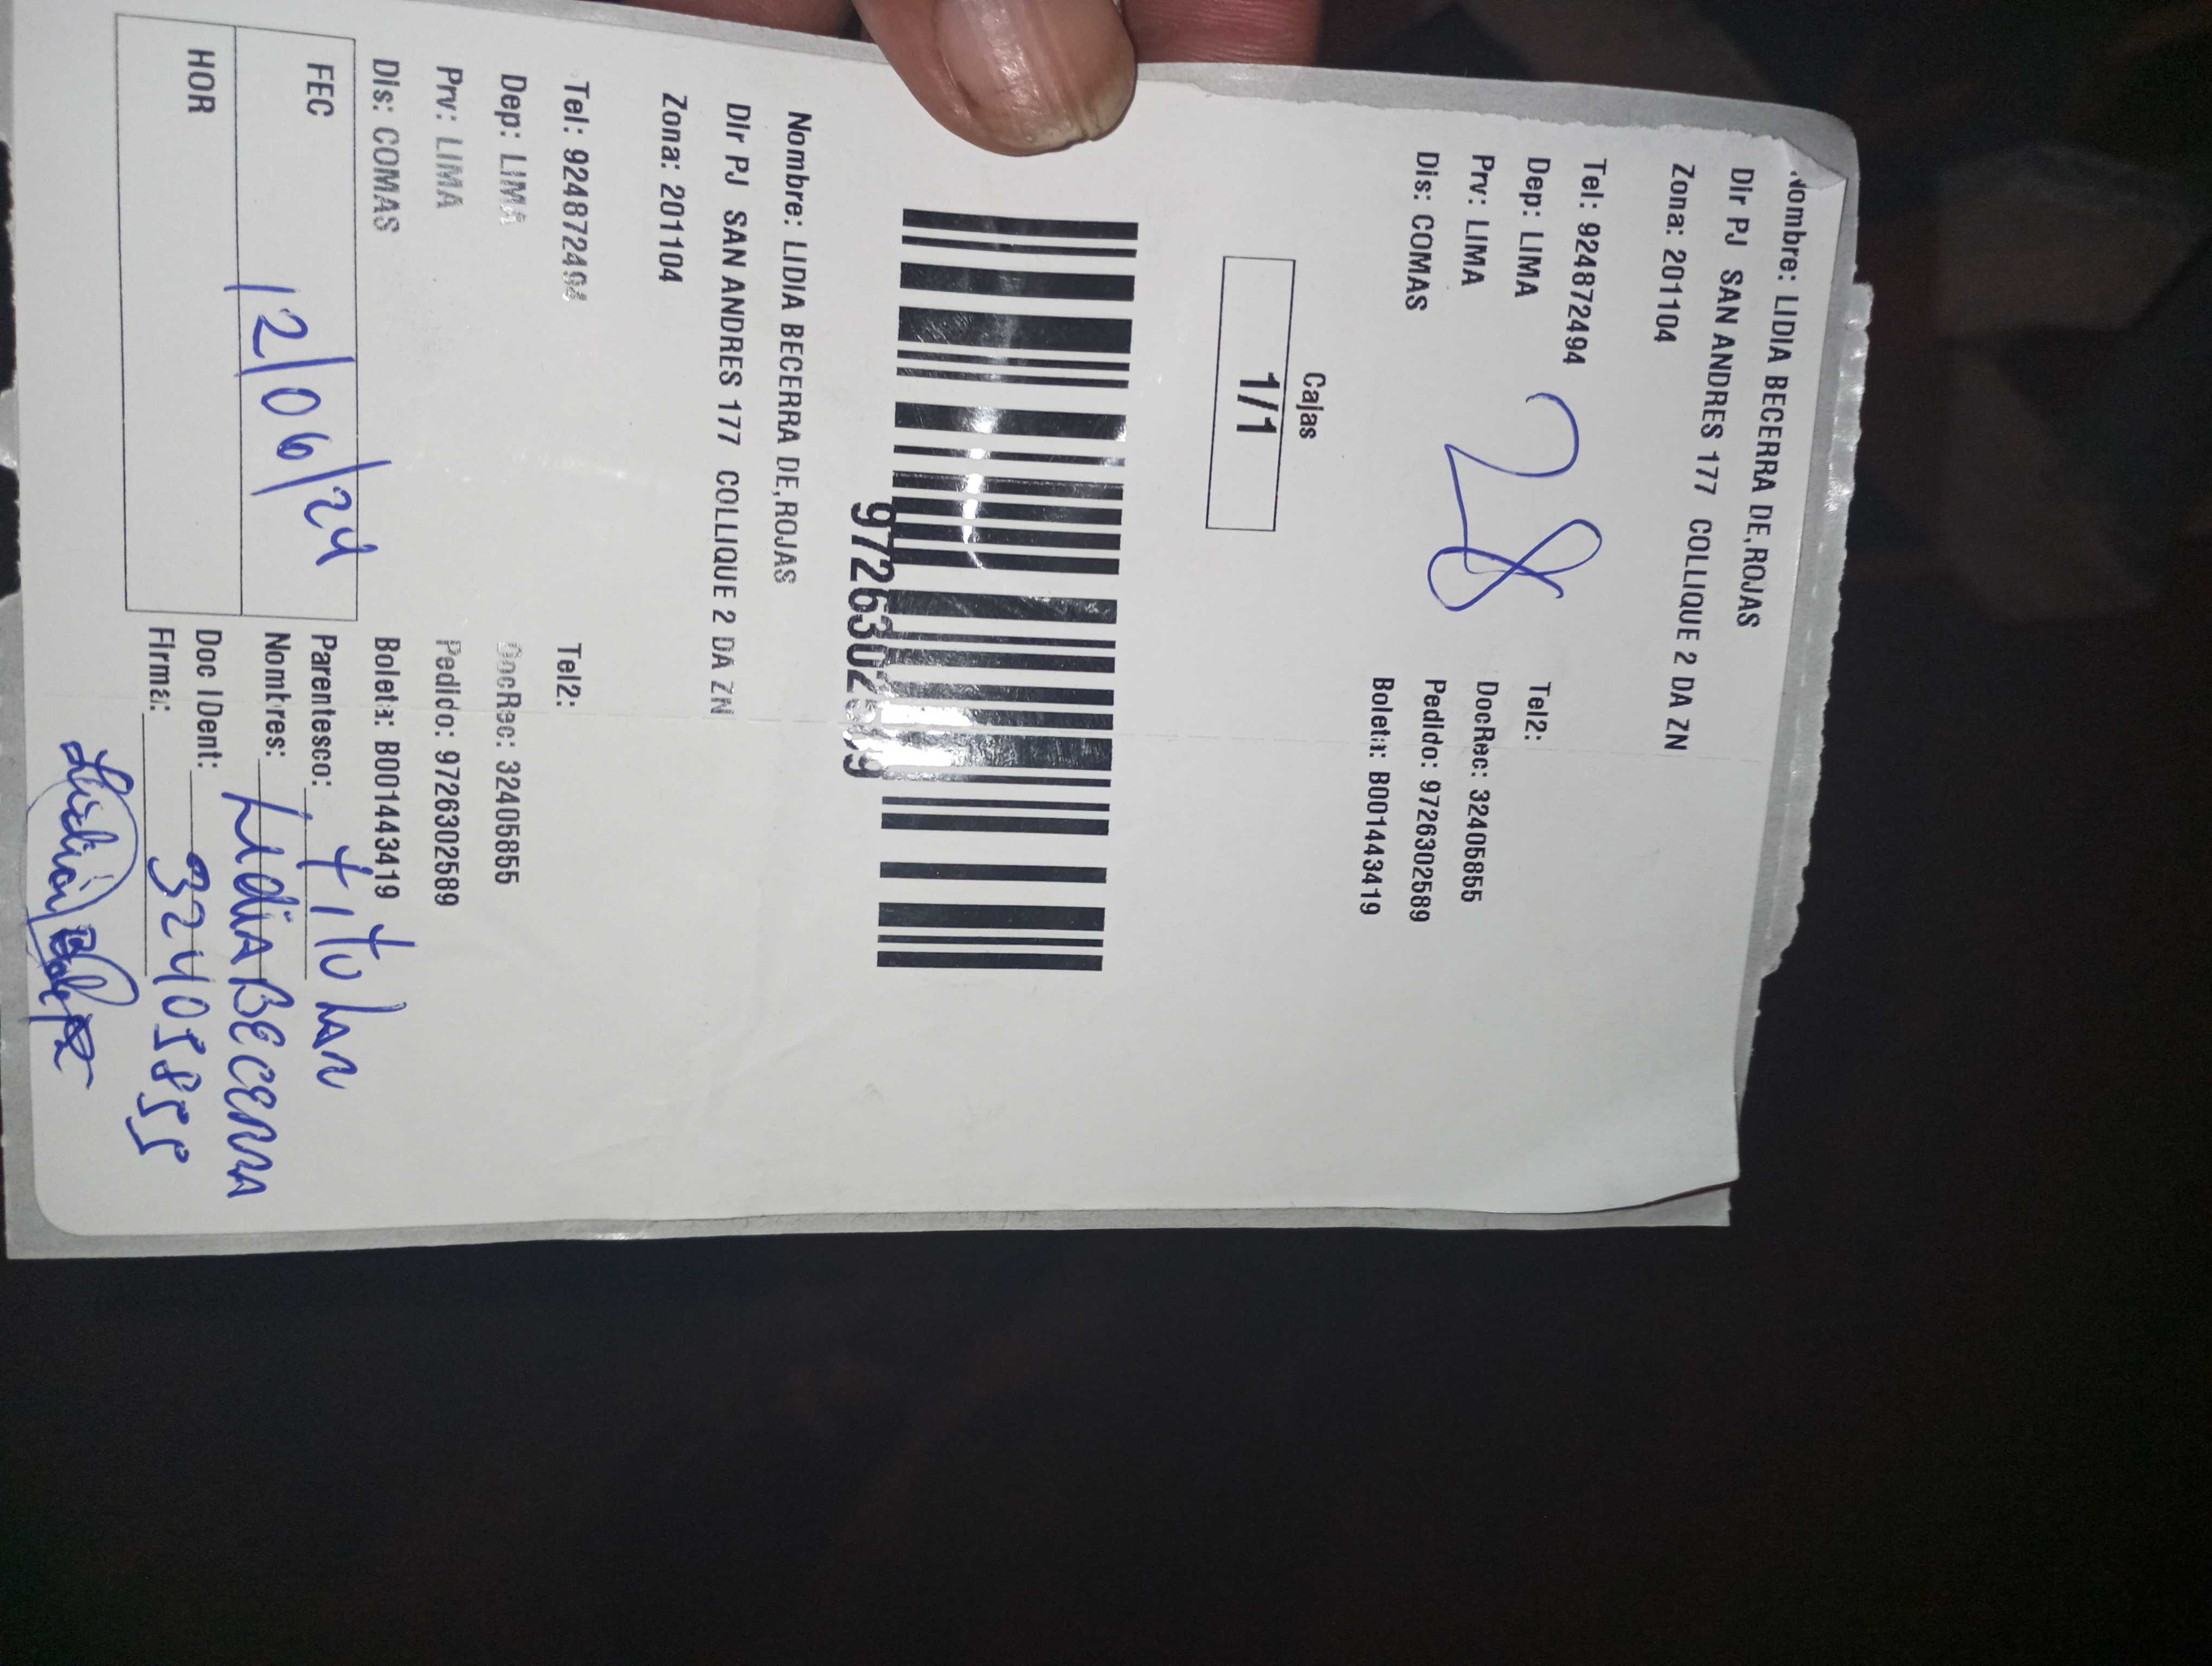 Nombre: LIDIA BECERRA DE,ROJAS
Dir PJ SAN ANDRES 177 COLLIQUE 2 DA ZN
Zona: 201104
Tel: 924872494
Tel2:
Dep: LIMA
DocRec: 32405855
Prv: LIMA
Pedido: 9726302589
Dis: COMAS
Boleta: B001443419
28
Cajas
1/1
9726302589
Nombre: LIDIA BECERRA DE,ROJAS
Dir PJ SAN ANDRES 177 COLLIQUE 2 DA ZN
Zona: 201104
Tel: 924872494
Tel2:
Dep: LIMA
DocRec: 32405855
Prv: LIMA
Pedido: 9726302589
Dis: COMAS
Boleta: B001443419
FEC 12/06/24
Parentesco: titular
Nombres: LidiA BECERRA
HOR
Doc IDent: 32405855
Firma: